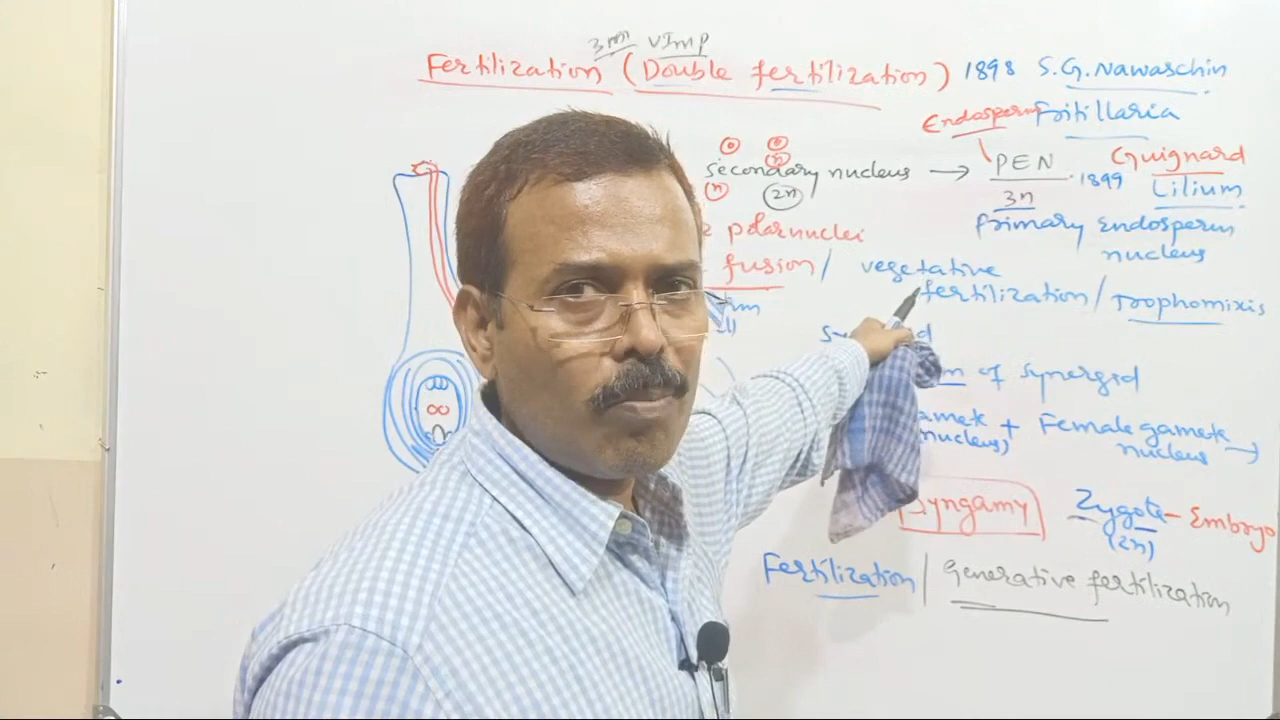 3m VImp
Fertilization (Double fertilization) 1898 S.G. Nawaschin
Endosperm Fritillaria
secondary nucleus → PEN 1899 Guignard
n 2n 3n Lilium
n
2 polar nuclei Primary Endosperm
nucleus
fusion / vegetative
fertilization / Trophomixis
of synergid
nucleus) + Female gamete →
nucleus
Syngamy Zygote - Embryo
(2n)
Fertilization / Generative fertilization